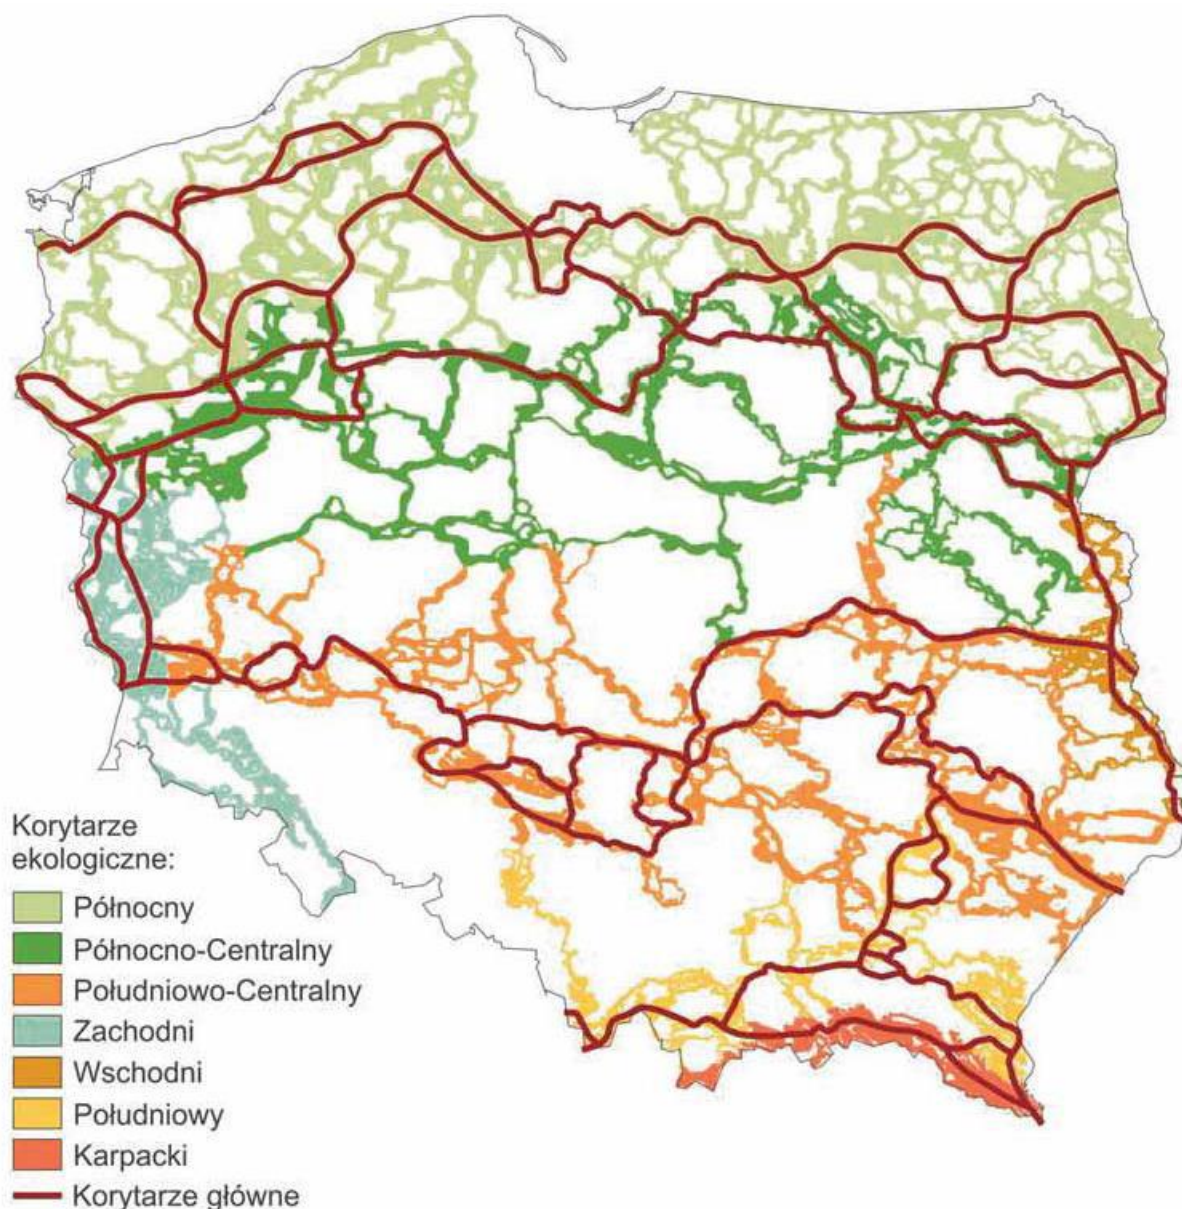 Korytarze
ekologiczne:
Północny
Północno-Centralny
Południowo-Centralny
Zachodni
Wschodni
Południowy
Karpacki
Korytarze główne